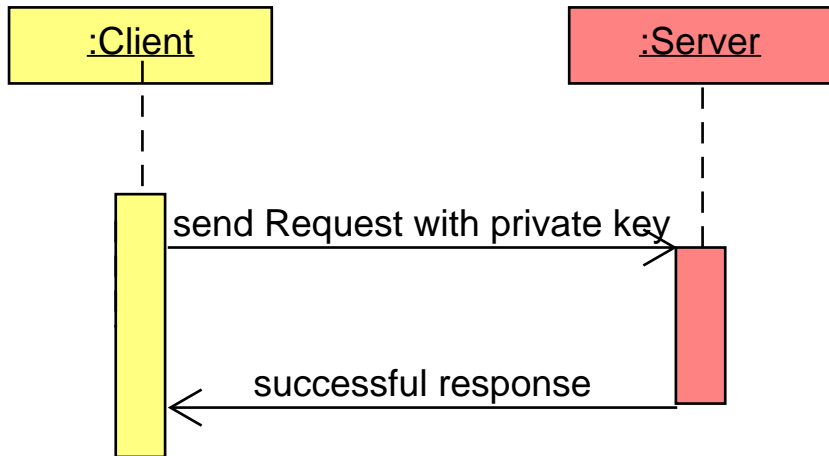 :Client
:Server
send Request with private key
successful response